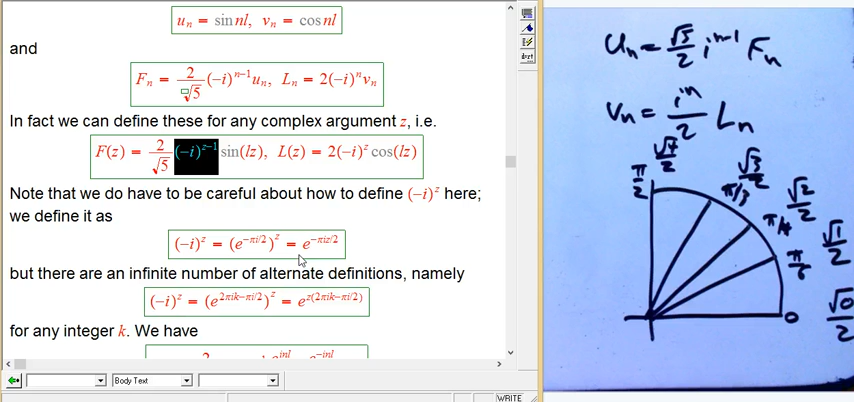 uₙ = sin nl, vₙ = cos nl
and
Fₙ = 2/√5 (−i)ⁿ⁻¹uₙ, Lₙ = 2(−i)ⁿvₙ
In fact we can define these for any complex argument z, i.e.
F(z) = 2/√5 (−i)ᶻ⁻¹ sin(lz), L(z) = 2(−i)ᶻ cos(lz)
Note that we do have to be careful about how to define (−i)ᶻ here;
we define it as
(−i)ᶻ = (e^{−πi/2})ᶻ = e^{−πiz/2}
but there are an infinite number of alternate definitions, namely
(−i)ᶻ = (e^{2πik−πi/2})ᶻ = e^{z(2πik−πi/2)}
for any integer k. We have
Body Text
WRITE
uₙ = √5/2 iⁿ⁻¹ Fₙ
vₙ = iⁿ/2 Lₙ
π/2 √4/2
π/3 √3/2
π/4 √2/2
π/6 √1/2
0 √0/2